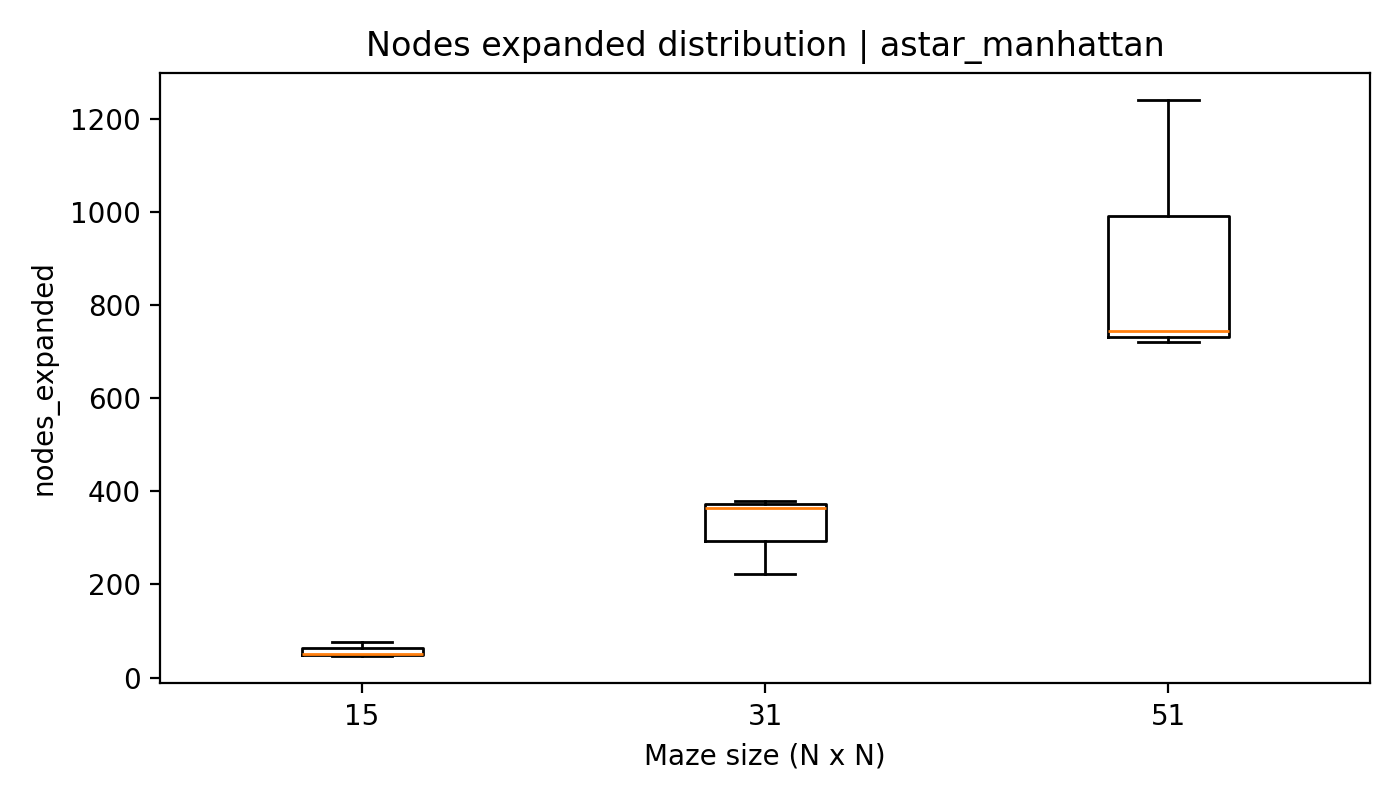 Nodes expanded distribution | astar_manhattan
nodes_expanded
1200
1000
800
600
400
200
0
15 31 51
Maze size (N x N)